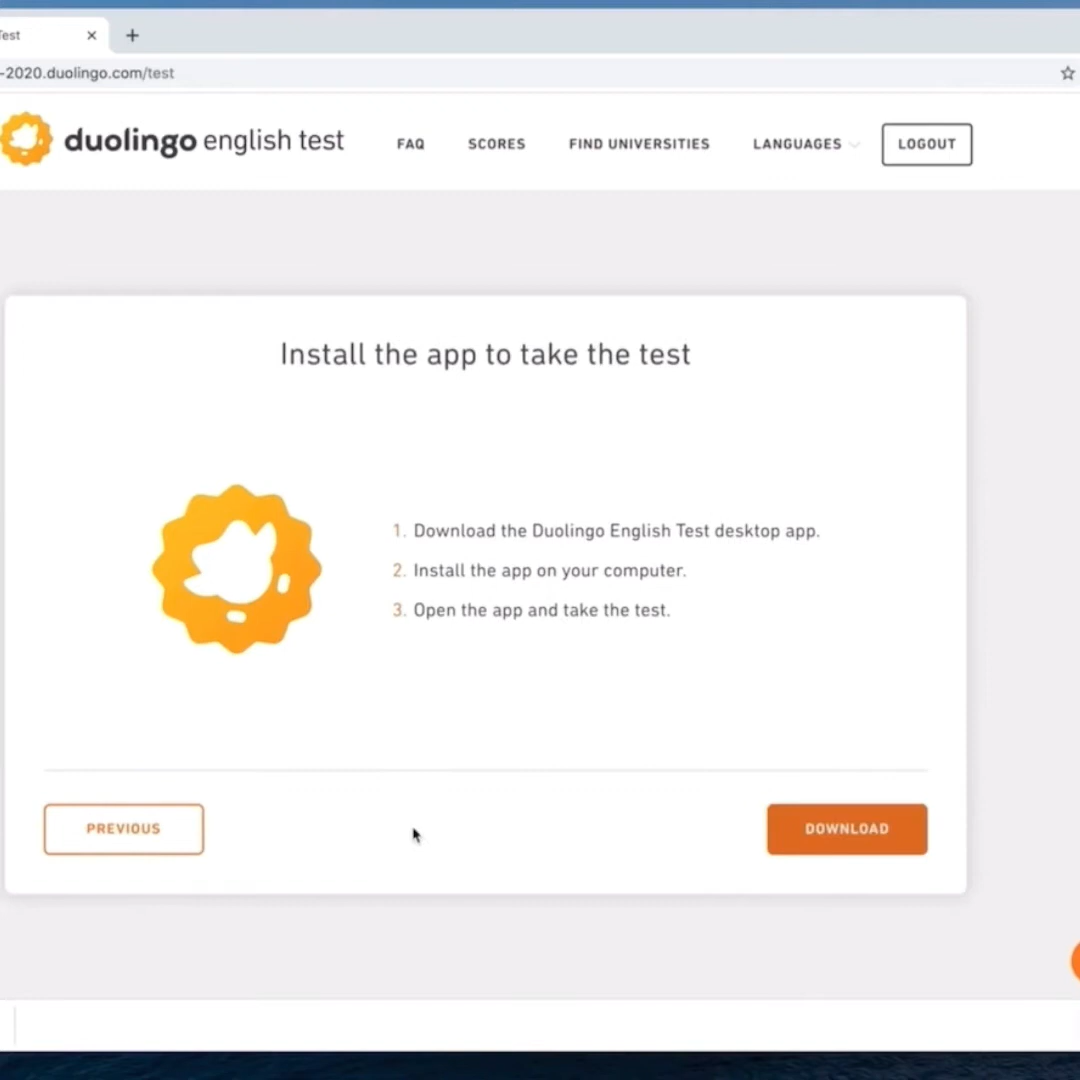 Test
-2020.duolingo.com/test
duolingo english test
FAQ
SCORES
FIND UNIVERSITIES
LANGUAGES
LOGOUT
Install the app to take the test
1. Download the Duolingo English Test desktop app.
2. Install the app on your computer.
3. Open the app and take the test.
PREVIOUS
DOWNLOAD